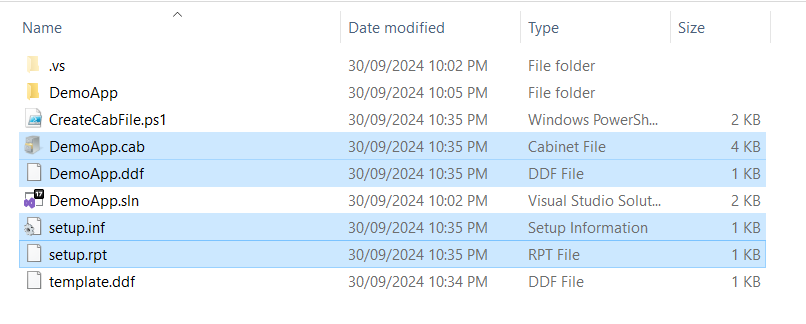 Name Date modified Type Size
.vs 30/09/2024 10:02 PM File folder
DemoApp 30/09/2024 10:05 PM File folder
CreateCabFile.ps1 30/09/2024 10:35 PM Windows PowerSh... 2 KB
DemoApp.cab 30/09/2024 10:35 PM Cabinet File 4 KB
DemoApp.ddf 30/09/2024 10:35 PM DDF File 1 KB
17 DemoApp.sln 30/09/2024 10:02 PM Visual Studio Solut... 2 KB
setup.inf 30/09/2024 10:35 PM Setup Information 1 KB
setup.rpt 30/09/2024 10:35 PM RPT File 1 KB
template.ddf 30/09/2024 10:34 PM DDF File 1 KB